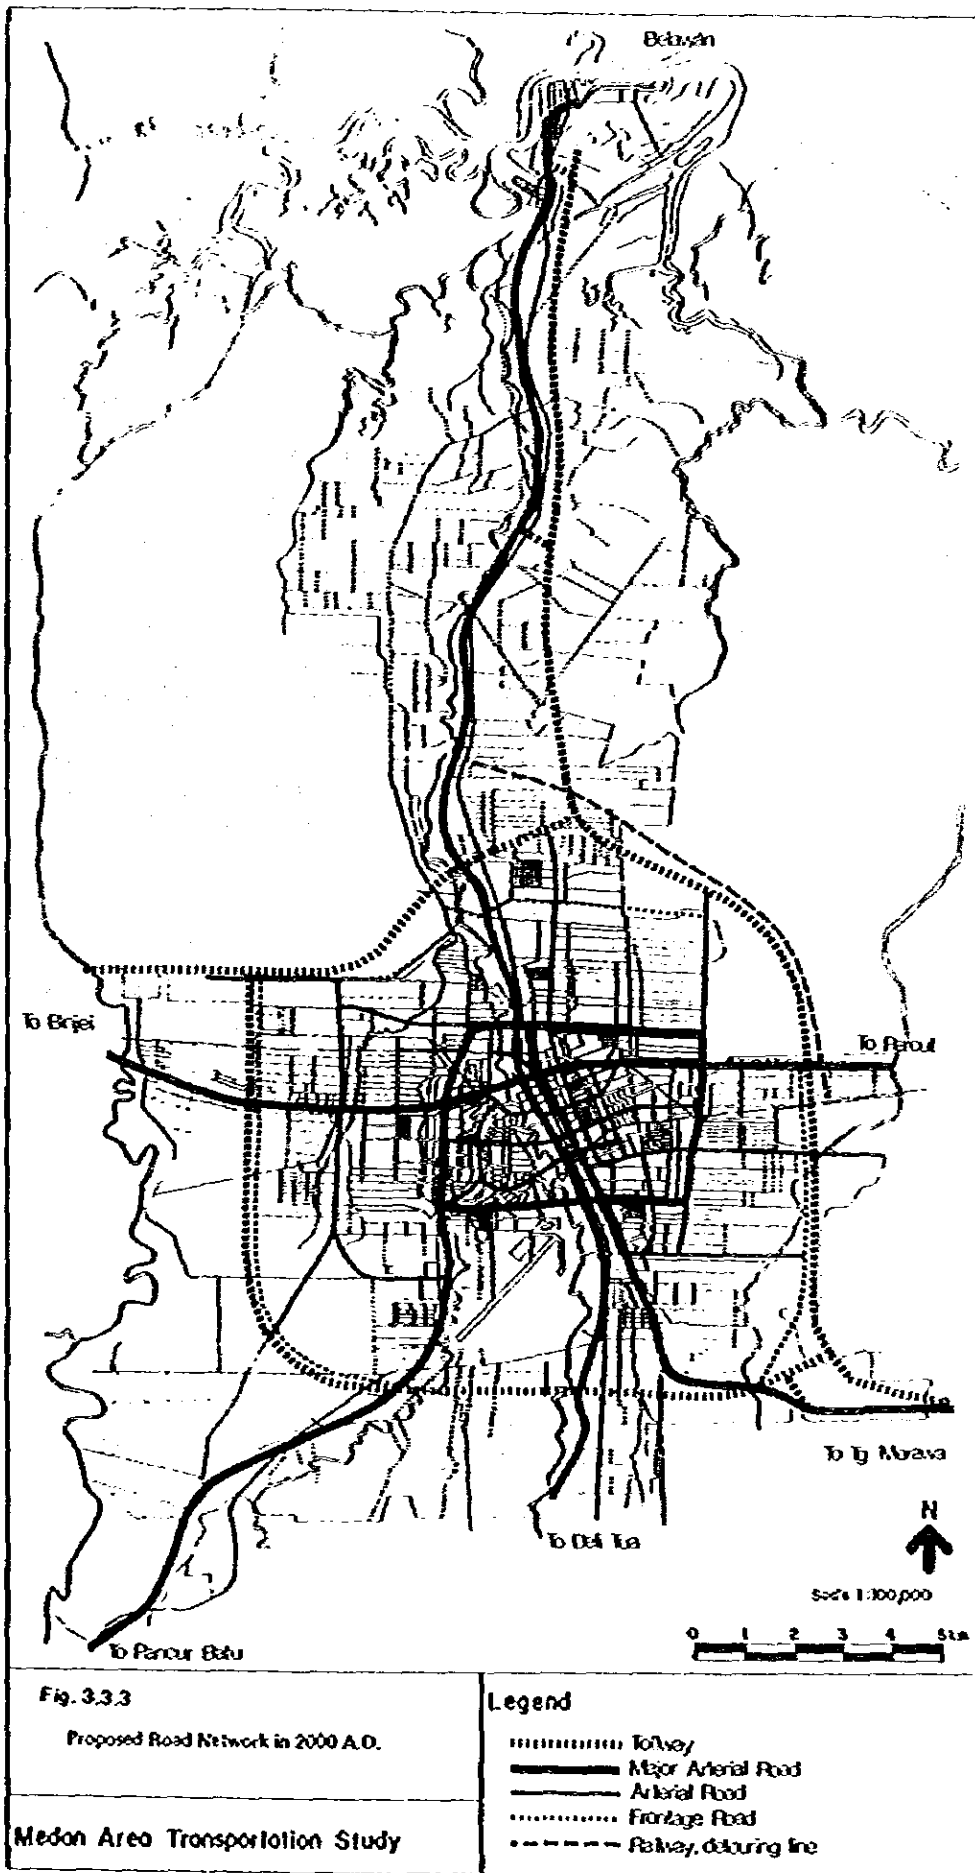 Belawan
To Binjei
To Percut
To Tg Morawa
To Deli Tua
To Pancur Batu
N
Scale 1:100,000
0 1 2 3 4 5 km
Fig. 3.3.3
Proposed Road Network in 2000 A.D.
Medan Area Transportation Study
Legend
Tollway
Major Arterial Road
Arterial Road
Frontage Road
Railway, detouring line